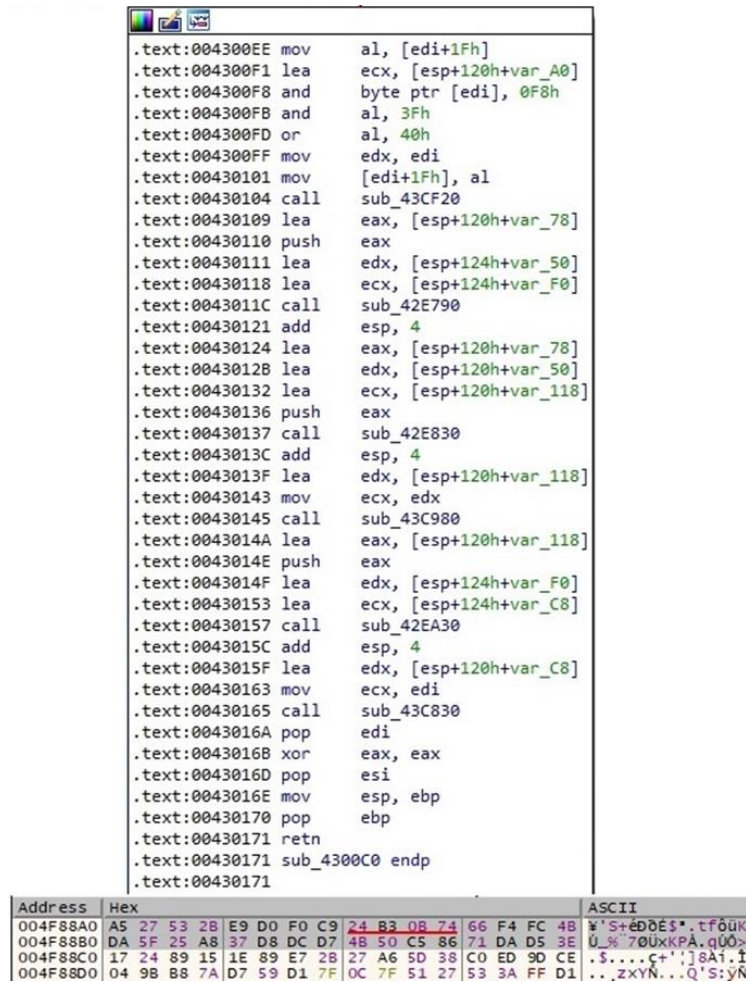 .text:004300EE mov al, [edi+1Fh]
.text:004300F1 lea ecx, [esp+120h+var_A0]
.text:004300F8 and byte ptr [edi], 0F8h
.text:004300FB and al, 3Fh
.text:004300FD or al, 40h
.text:004300FF mov edx, edi
.text:00430101 mov [edi+1Fh], al
.text:00430104 call sub_43CF20
.text:00430109 lea eax, [esp+120h+var_78]
.text:00430110 push eax
.text:00430111 lea edx, [esp+124h+var_50]
.text:00430118 lea ecx, [esp+124h+var_F0]
.text:0043011C call sub_42E790
.text:00430121 add esp, 4
.text:00430124 lea eax, [esp+120h+var_78]
.text:0043012B lea edx, [esp+120h+var_50]
.text:00430132 lea ecx, [esp+120h+var_118]
.text:00430136 push eax
.text:00430137 call sub_42E830
.text:0043013C add esp, 4
.text:0043013F lea edx, [esp+120h+var_118]
.text:00430143 mov ecx, edx
.text:00430145 call sub_43C980
.text:0043014A lea eax, [esp+120h+var_118]
.text:0043014E push eax
.text:0043014F lea edx, [esp+124h+var_F0]
.text:00430153 lea ecx, [esp+124h+var_C8]
.text:00430157 call sub_42EA30
.text:0043015C add esp, 4
.text:0043015F lea edx, [esp+120h+var_C8]
.text:00430163 mov ecx, edi
.text:00430165 call sub_43C830
.text:0043016A pop edi
.text:0043016B xor eax, eax
.text:0043016D pop esi
.text:0043016E mov esp, ebp
.text:00430170 pop ebp
.text:00430171 retn
.text:00430171 sub_4300C0 endp
.text:00430171
Address Hex ASCII
004F88A0 A5 27 53 2B E9 D0 F0 C9 24 B3 0B 74 66 F4 FC 4B ¥'S+éÐðÉ$³.tfôüK
004F88B0 DA 5F 25 A8 37 D8 DC D7 4B 50 C5 86 71 DA D5 3E Ú_%¨7ØÜ×KPÅ.qÚÕ>
004F88C0 17 24 89 15 1E 89 E7 2B 27 A6 5D 38 C0 ED 9D CE .$....ç+'¦]8Àí.Î
004F88D0 04 9B B8 7A D7 59 D1 7F 0C 7F 51 27 53 3A FF D1